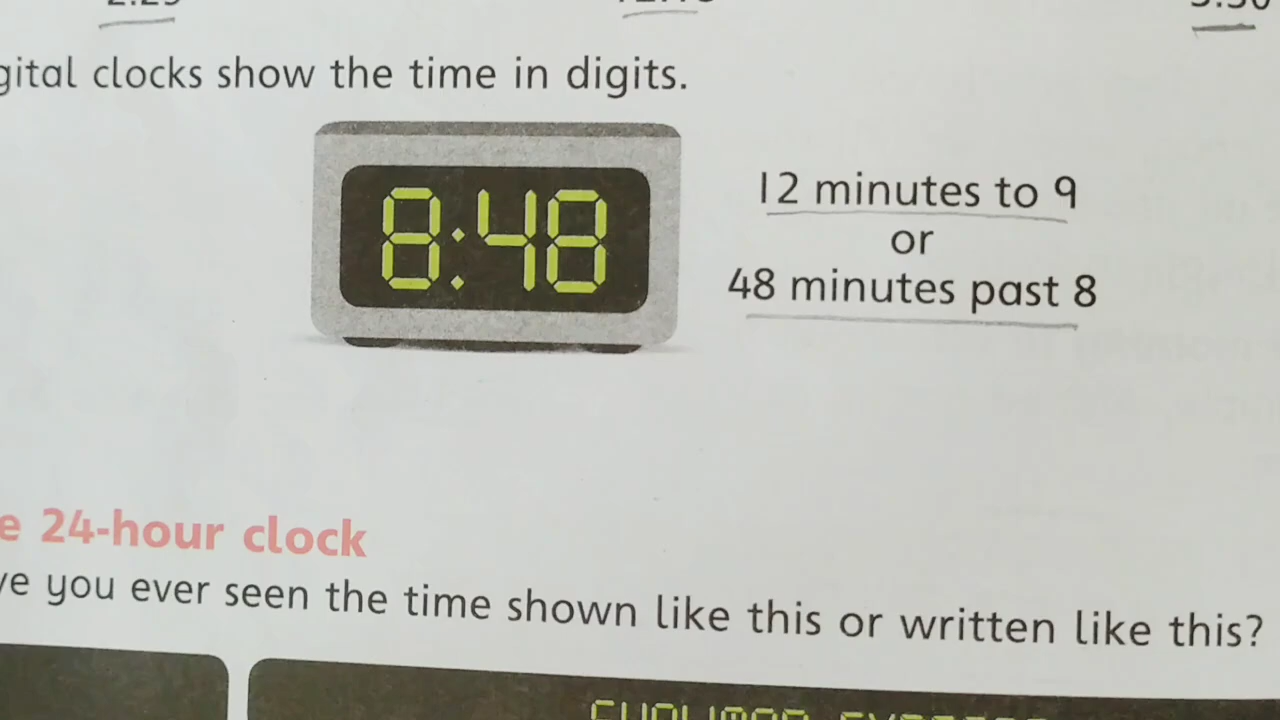 gital clocks show the time in digits.
8:48
12 minutes to 9
or
48 minutes past 8
e 24-hour clock
ve you ever seen the time shown like this or written like this?